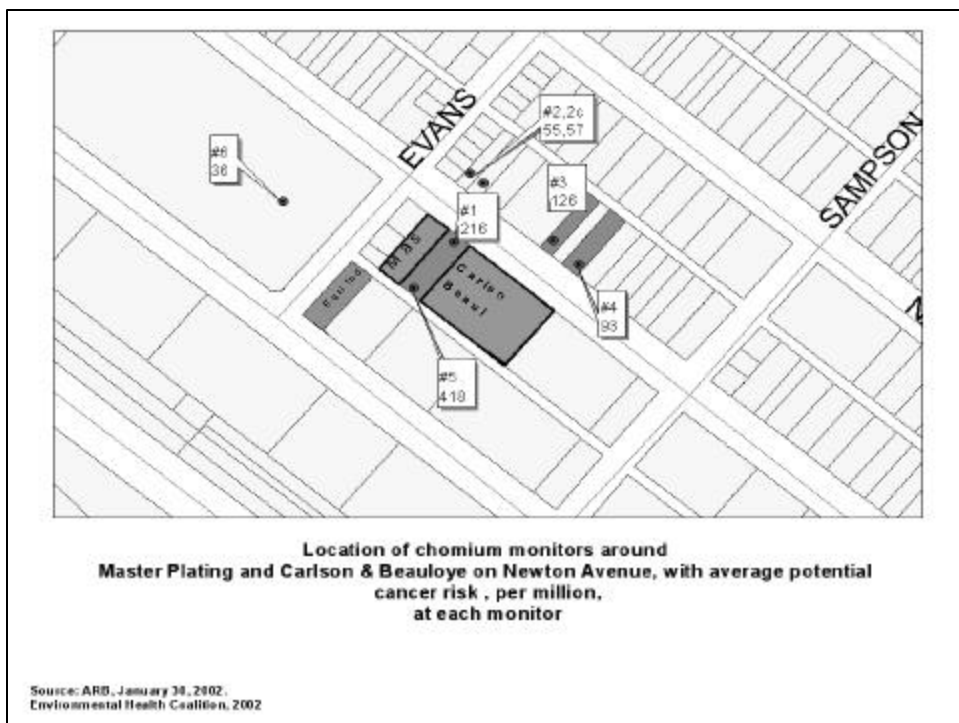 EVANS
SAMPSON
#2,2c
55,57
#6
36
#3
126
#1
216
Mas
Carlson
Beaul
#4
93
#5
418
Location of chomium monitors around
Master Plating and Carlson & Beauloye on Newton Avenue, with average potential
cancer risk , per million,
at each monitor
Source: ARB, January 30, 2002.
Environmental Health Coalition, 2002